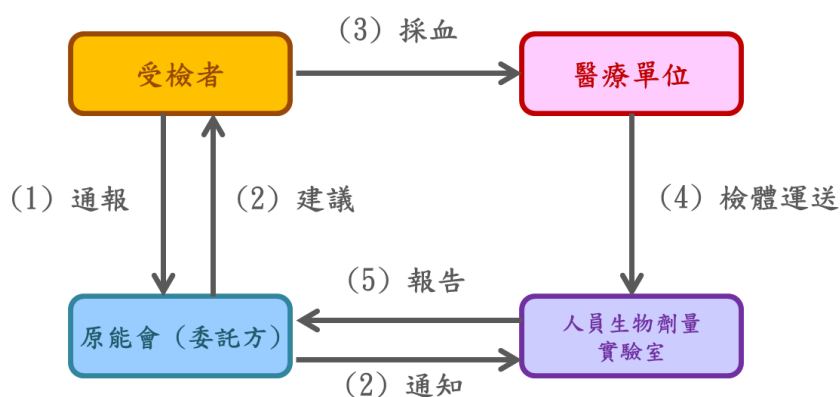 (3) 採血
受檢者
醫療單位
(1) 通報
(2) 建議
(4) 檢體運送
(5) 報告
原能會 (委託方)
人員生物劑量
實驗室
(2) 通知